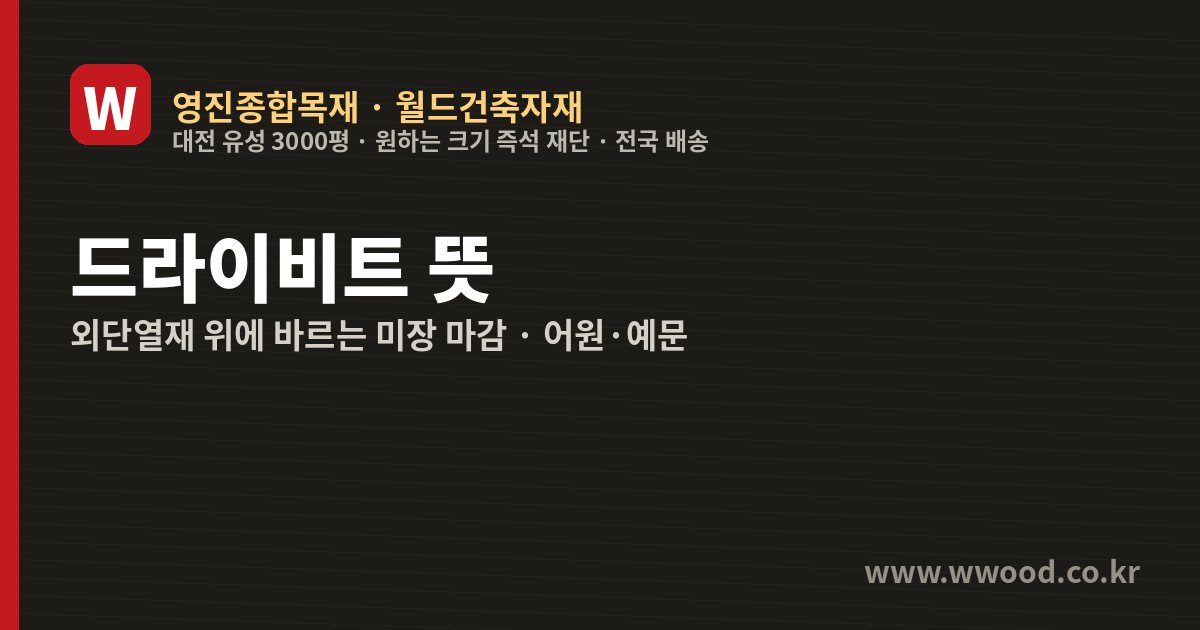 W
영진종합목재 · 월드건축자재
대전 유성 3000평 · 원하는 크기 즉석 재단 · 전국 배송
드라이비트 뜻
외단열재 위에 바르는 미장 마감 · 어원·예문
www.wwood.co.kr